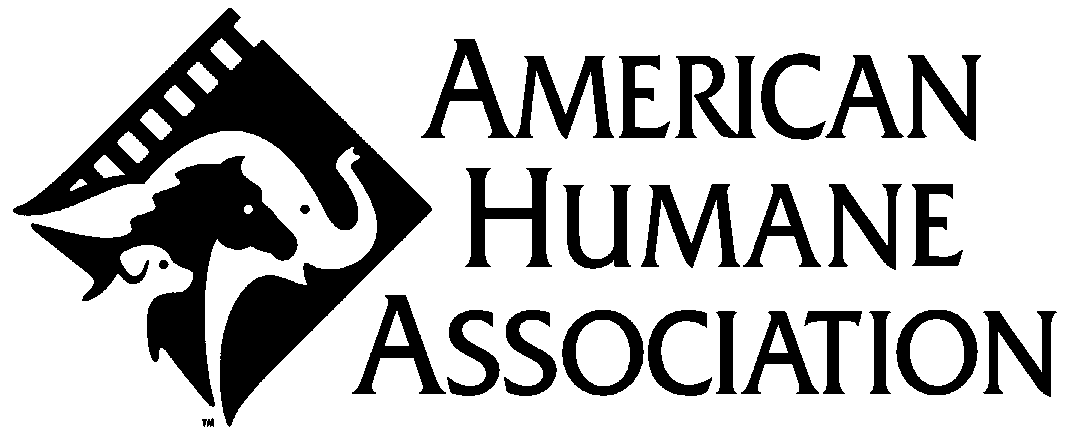 AMERICAN
HUMANE
ASSOCIATION
TM